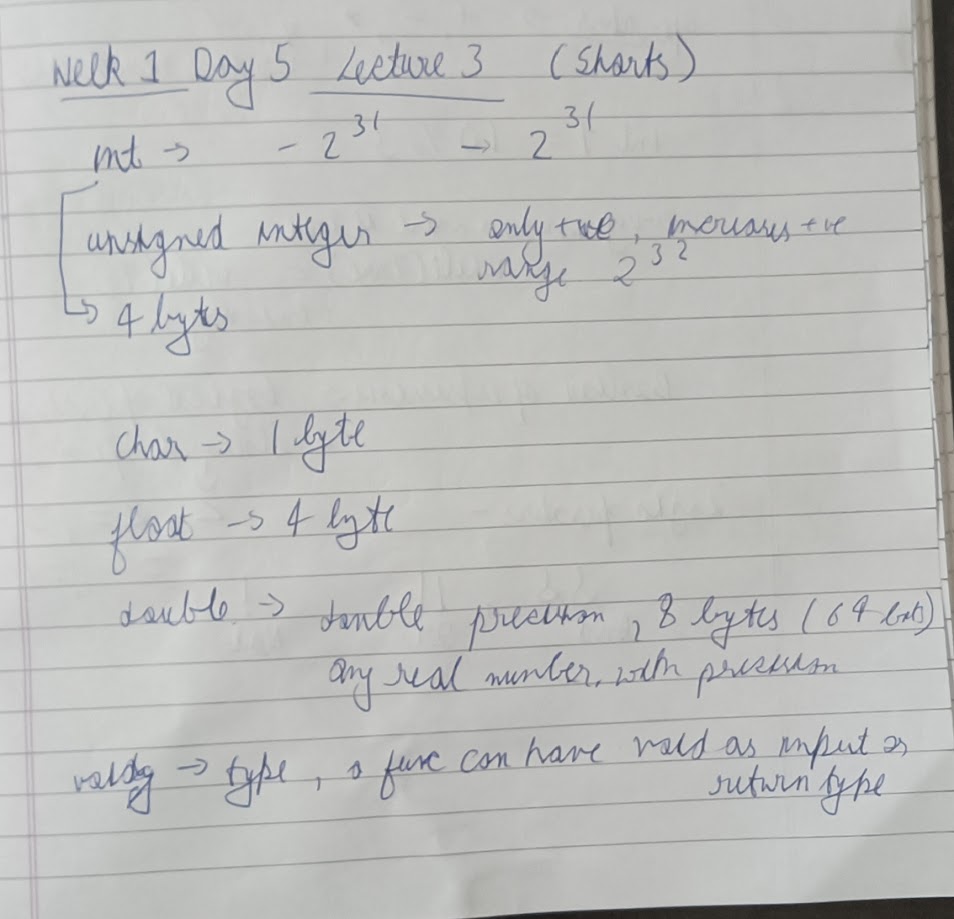 Week 1 Day 5 Lecture 3 (Shorts)
int → - 2^31 → 2^31
unsigned integer → only +ve, increases +ve
range 2^32
↳ 4 bytes
char → 1 byte
float → 4 byte
double → double precision, 8 bytes (64 bits)
any real number, with precision
void → type, a func can have void as input or
return type